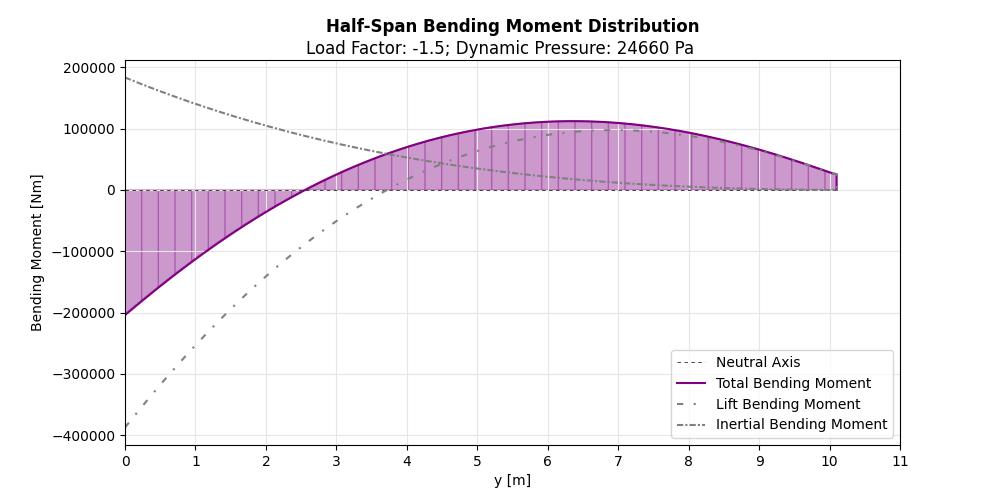 Half-Span Bending Moment Distribution
Load Factor: -1.5; Dynamic Pressure: 24660 Pa
Bending Moment [Nm]
200000
100000
0
−100000
−200000
−300000
−400000
Neutral Axis
Total Bending Moment
Lift Bending Moment
Inertial Bending Moment
0 1 2 3 4 5 6 7 8 9 10 11
y [m]